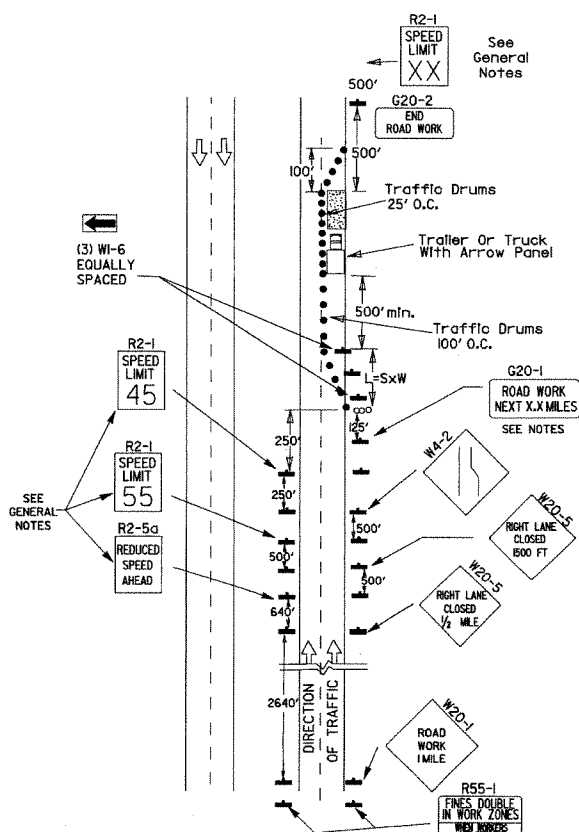 R2-1
SPEED
LIMIT
XX
See
General
Notes
500'
G20-2
END
ROAD WORK
500'
100'
Traffic Drums
25' O.C.
Trailer Or Truck
With Arrow Panel
(3) W1-6
EQUALLY
SPACED
500' min.
Traffic Drums
100' O.C.
R2-1
SPEED
LIMIT
45
L=SxW
G20-1
ROAD WORK
NEXT X.X MILES
SEE NOTES
125'
250'
R2-1
SPEED
LIMIT
55
250'
W4-2
SEE
GENERAL
NOTES
R2-5a
REDUCED
SPEED
AHEAD
500'
500'
W20-5
RIGHT LANE
CLOSED
1500 FT
640'
500'
W20-5
RIGHT LANE
CLOSED
1/2 MILE
2640'
DIRECTION
OF TRAFFIC
W20-1
ROAD
WORK
1 MILE
R55-1
FINES DOUBLE
IN WORK ZONES
WHEN WORKERS